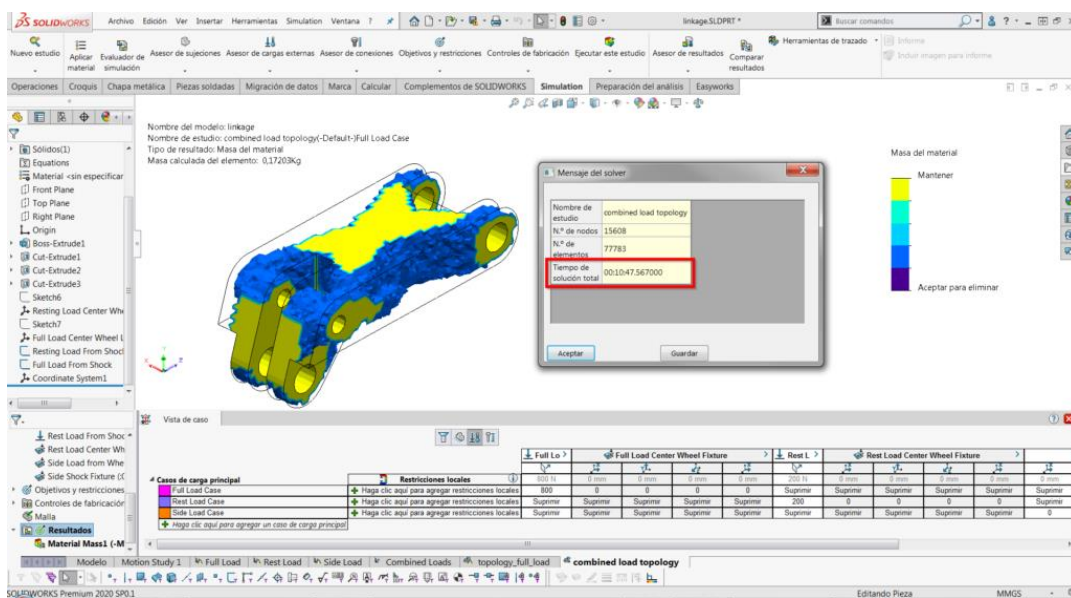 SOLIDWORKS Archivo Edición Ver Insertar Herramientas Simulation Ventana ? linkage.SLDPRT * Buscar comandos
Nuevo estudio
Aplicar material
Evaluador de simulación
Asesor de sujeciones
Asesor de cargas externas
Asesor de conexiones
Objetivos y restricciones
Controles de fabricación
Ejecutar este estudio
Asesor de resultados
Comparar resultados
Herramientas de trazado
Informe
Incluir imagen para informe
Operaciones Croquis Chapa metálica Piezas soldadas Migración de datos Marca Calcular Complementos de SOLIDWORKS Simulation Preparación del análisis Easyworks
Sólidos(1)
Equations
Material <sin especificar
Front Plane
Top Plane
Right Plane
Origin
Boss-Extrude1
Cut-Extrude1
Cut-Extrude2
Cut-Extrude3
Sketch6
Resting Load Center Whe
Sketch7
Full Load Center Wheel L
Resting Load From Shock
Full Load From Shock
Coordinate System1
Nombre del modelo: linkage
Nombre de estudio: combined load topology(-Default-)Full Load Case
Tipo de resultado: Masa del material
Masa calculada del elemento: 0,17203Kg
Mensaje del solver
Nombre de estudio combined load topology
N.º de nodos 15608
N.º de elementos 77783
Tiempo de solución total 00:10:47.567000
Aceptar Guardar
Masa del material
Mantener
Aceptar para eliminar
Rest Load From Shoc
Rest Load Center Wh
Side Load from Whe
Side Shock Fixture (:C
Objetivos y restricciones
Controles de fabricación
Malla
Resultados
Material Mass1 (-M
Vista de caso
Full Lo > Full Load Center Wheel Fixture > Rest L > Rest Load Center Wheel Fixture >
Casos de carga principal Restricciones locales 800 N 0 mm 0 mm 0 mm 200 N 0 mm 0 mm 0 mm 0 mm
Full Load Case Haga clic aquí para agregar restricciones locales 800 0 0 0 Suprimir Suprimir Suprimir Suprimir Suprimir
Rest Load Case Haga clic aquí para agregar restricciones locales Suprimir Suprimir Suprimir Suprimir 200 0 0 0 Suprimir
Side Load Case Haga clic aquí para agregar restricciones locales Suprimir Suprimir Suprimir Suprimir Suprimir Suprimir Suprimir Suprimir 0
Haga clic aquí para agregar un caso de carga principal
Modelo Motion Study 1 Full Load Rest Load Side Load Combined Loads topology_full_load combined load topology
SOLIDWORKS Premium 2020 SP0.1 Editando Pieza MMGS